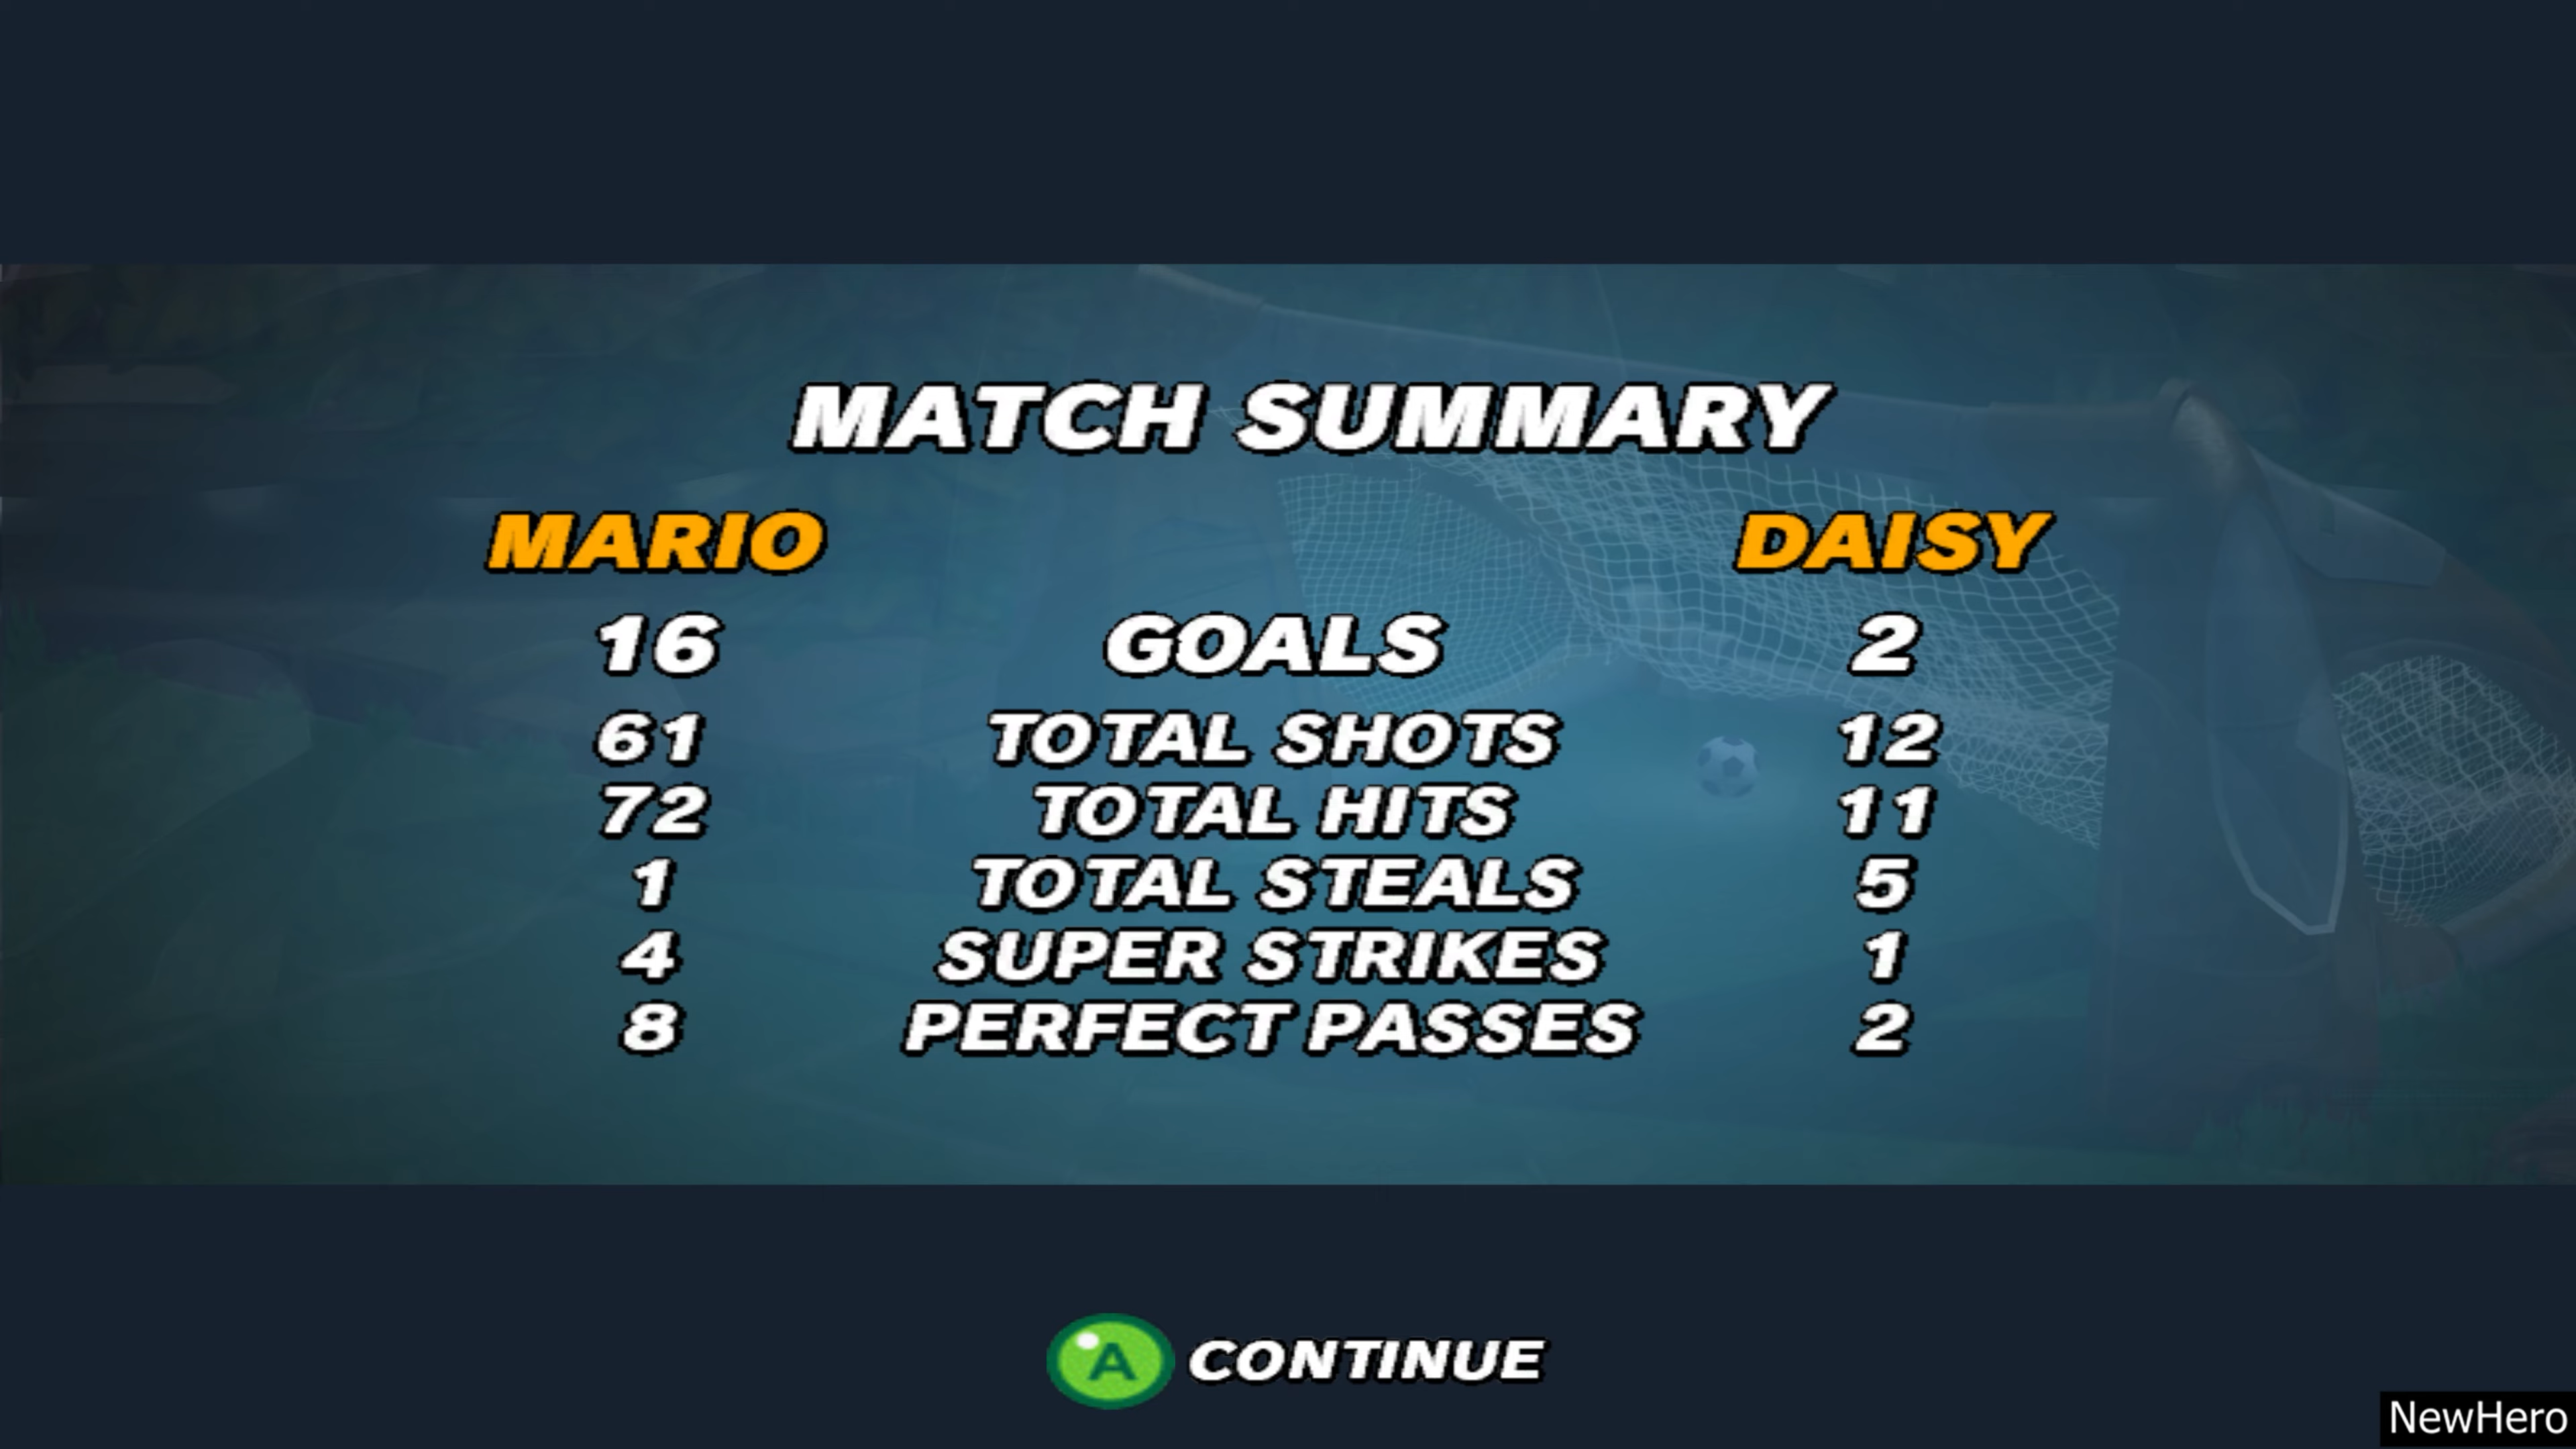 MATCH SUMMARY
MARIO DAISY
16 GOALS 2
61 TOTAL SHOTS 12
72 TOTAL HITS 11
1 TOTAL STEALS 5
4 SUPER STRIKES 1
8 PERFECT PASSES 2
A CONTINUE
NewHero